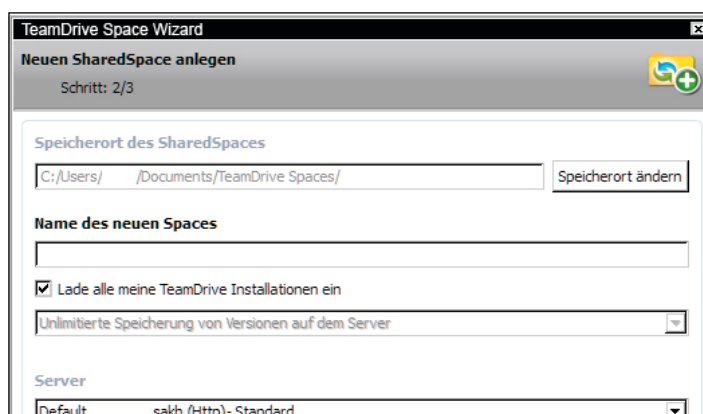 TeamDrive Space Wizard
Neuen SharedSpace anlegen
Schritt: 2/3
Speicherort des SharedSpaces
C:/Users/ /Documents/TeamDrive Spaces/ Speicherort ändern
Name des neuen Spaces
Lade alle meine TeamDrive Installationen ein
Unlimitierte Speicherung von Versionen auf dem Server
Server
Default sakh (Http)- Standard